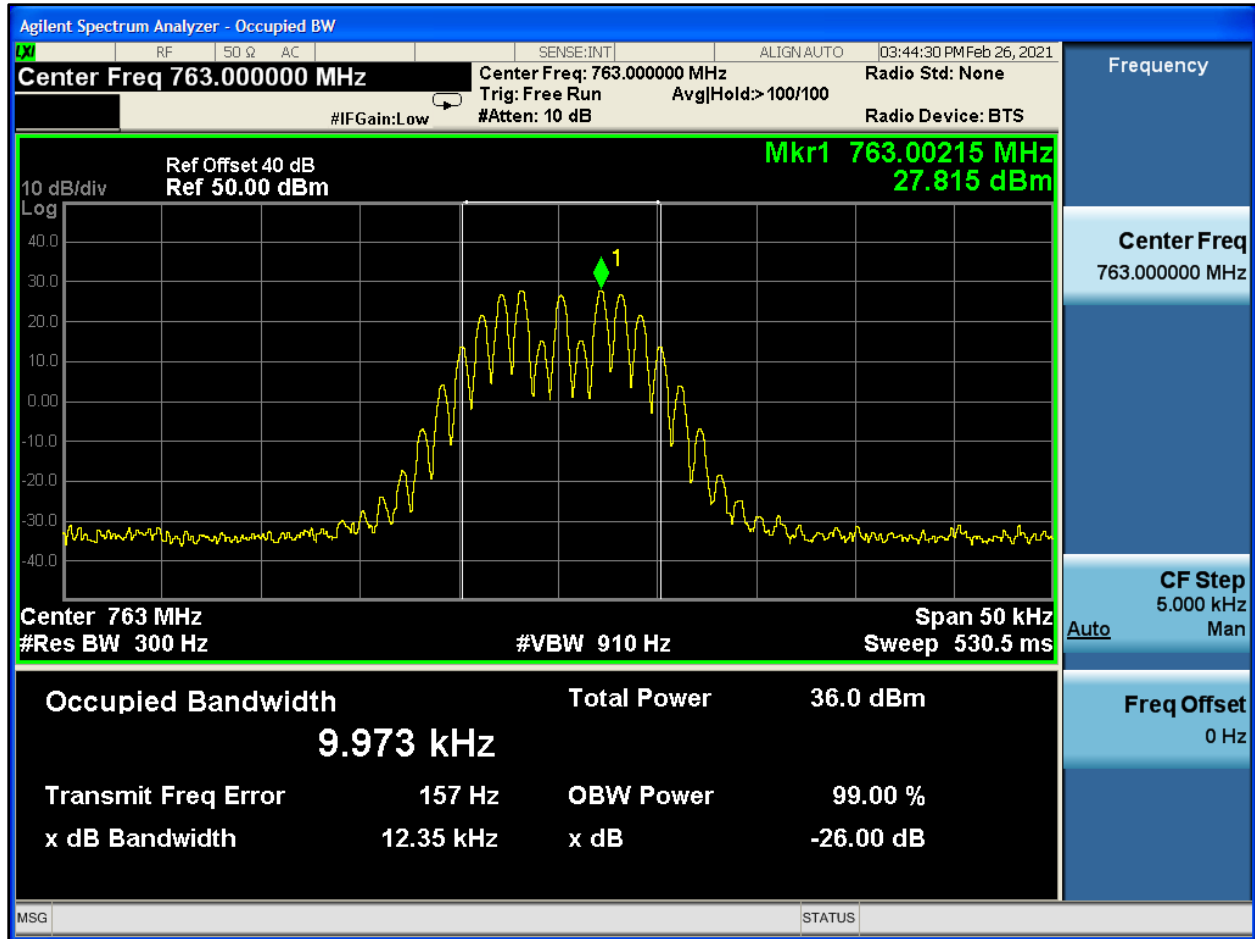 Agilent Spectrum Analyzer - Occupied BW
LXI RF 50 Ω AC SENSE:INT ALIGN AUTO 03:44:30 PM Feb 26, 2021
Center Freq 763.000000 MHz
Center Freq: 763.000000 MHz
Radio Std: None
Trig: Free Run Avg|Hold:>100/100
#IFGain:Low #Atten: 10 dB Radio Device: BTS
Mkr1 763.00215 MHz
27.815 dBm
Ref Offset 40 dB
10 dB/div Ref 50.00 dBm
Log
40.0
30.0
20.0
10.0
0.00
-10.0
-20.0
-30.0
-40.0
1
Center 763 MHz Span 50 kHz
#Res BW 300 Hz #VBW 910 Hz Sweep 530.5 ms
Occupied Bandwidth Total Power 36.0 dBm
9.973 kHz
Transmit Freq Error 157 Hz OBW Power 99.00 %
x dB Bandwidth 12.35 kHz x dB -26.00 dB
Frequency
Center Freq
763.000000 MHz
CF Step
5.000 kHz
Auto Man
Freq Offset
0 Hz
MSG STATUS